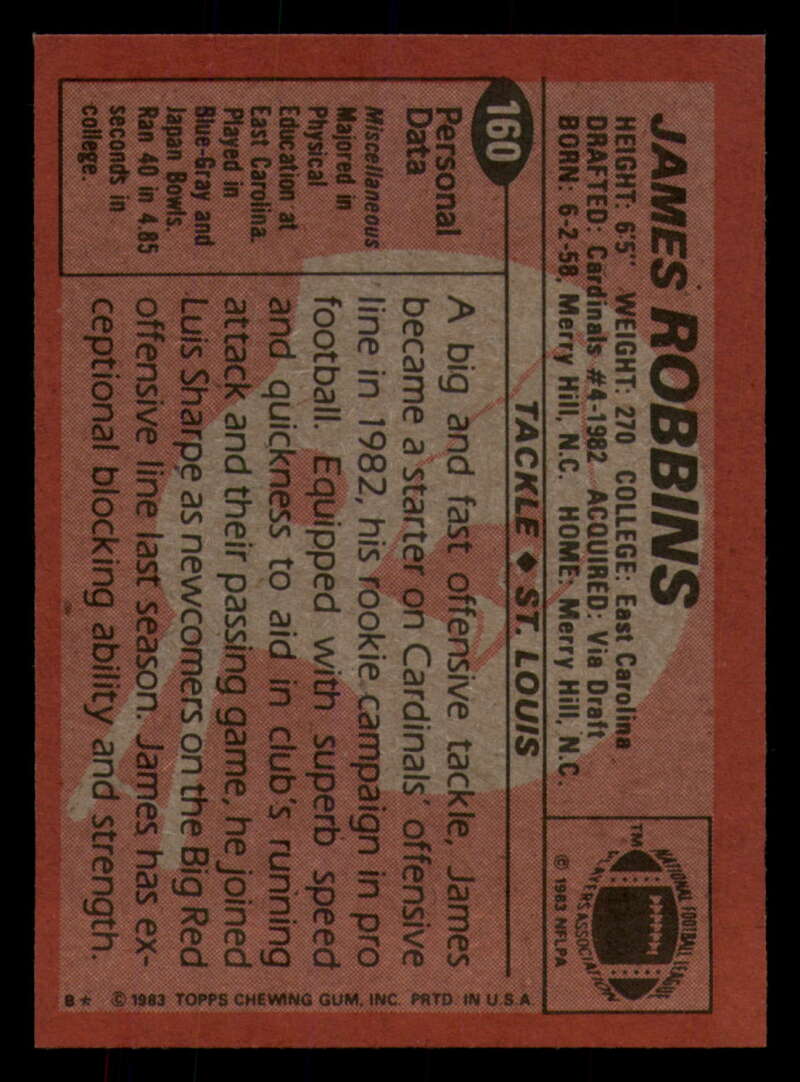 JAMES ROBBINS
HEIGHT: 6'5" WEIGHT: 270 COLLEGE: East Carolina
DRAFTED: Cardinals #4-1982 ACQUIRED: Via Draft
BORN: 6-2-58, Merry Hill, N.C. HOME: Merry Hill, N.C.
NATIONAL FOOTBALL LEAGUE
PLAYERS ASSOCIATION
TM
© 1983 NFLPA
160
TACKLE ♦ ST. LOUIS
Personal
Data
Miscellaneous
Majored in
Physical
Education at
East Carolina.
Played in
Blue-Gray and
Japan Bowls.
Ran 40 in 4.85
seconds in
college.
A big and fast offensive tackle, James
became a starter on Cardinals' offensive
line in 1982, his rookie campaign in pro
football. Equipped with superb speed
and quickness to aid in club's running
attack and their passing game, he joined
Luis Sharpe as newcomers on the Big Red
offensive line last season. James has ex-
ceptional blocking ability and strength.
B* © 1983 TOPPS CHEWING GUM, INC. PRTD. IN U.S.A.